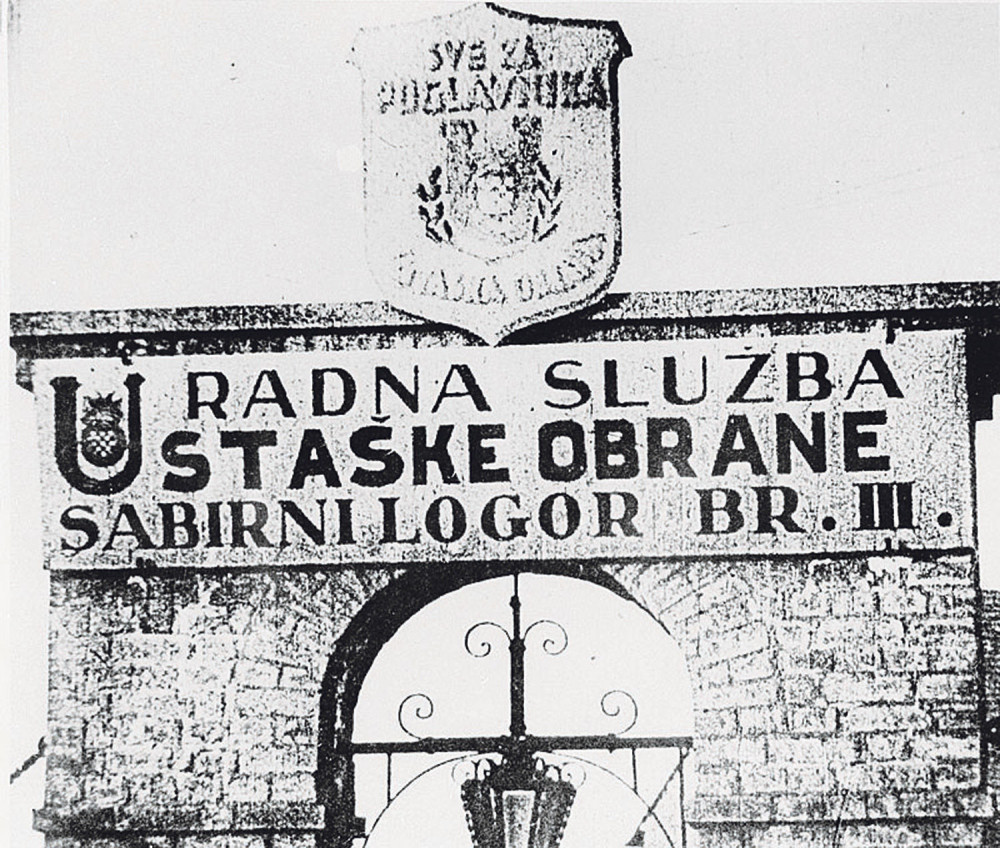 SVE ZA
POGLAVNIKA
RADNA SLUŽBA
USTAŠKE OBRANE
SABIRNI LOGOR BR. III.